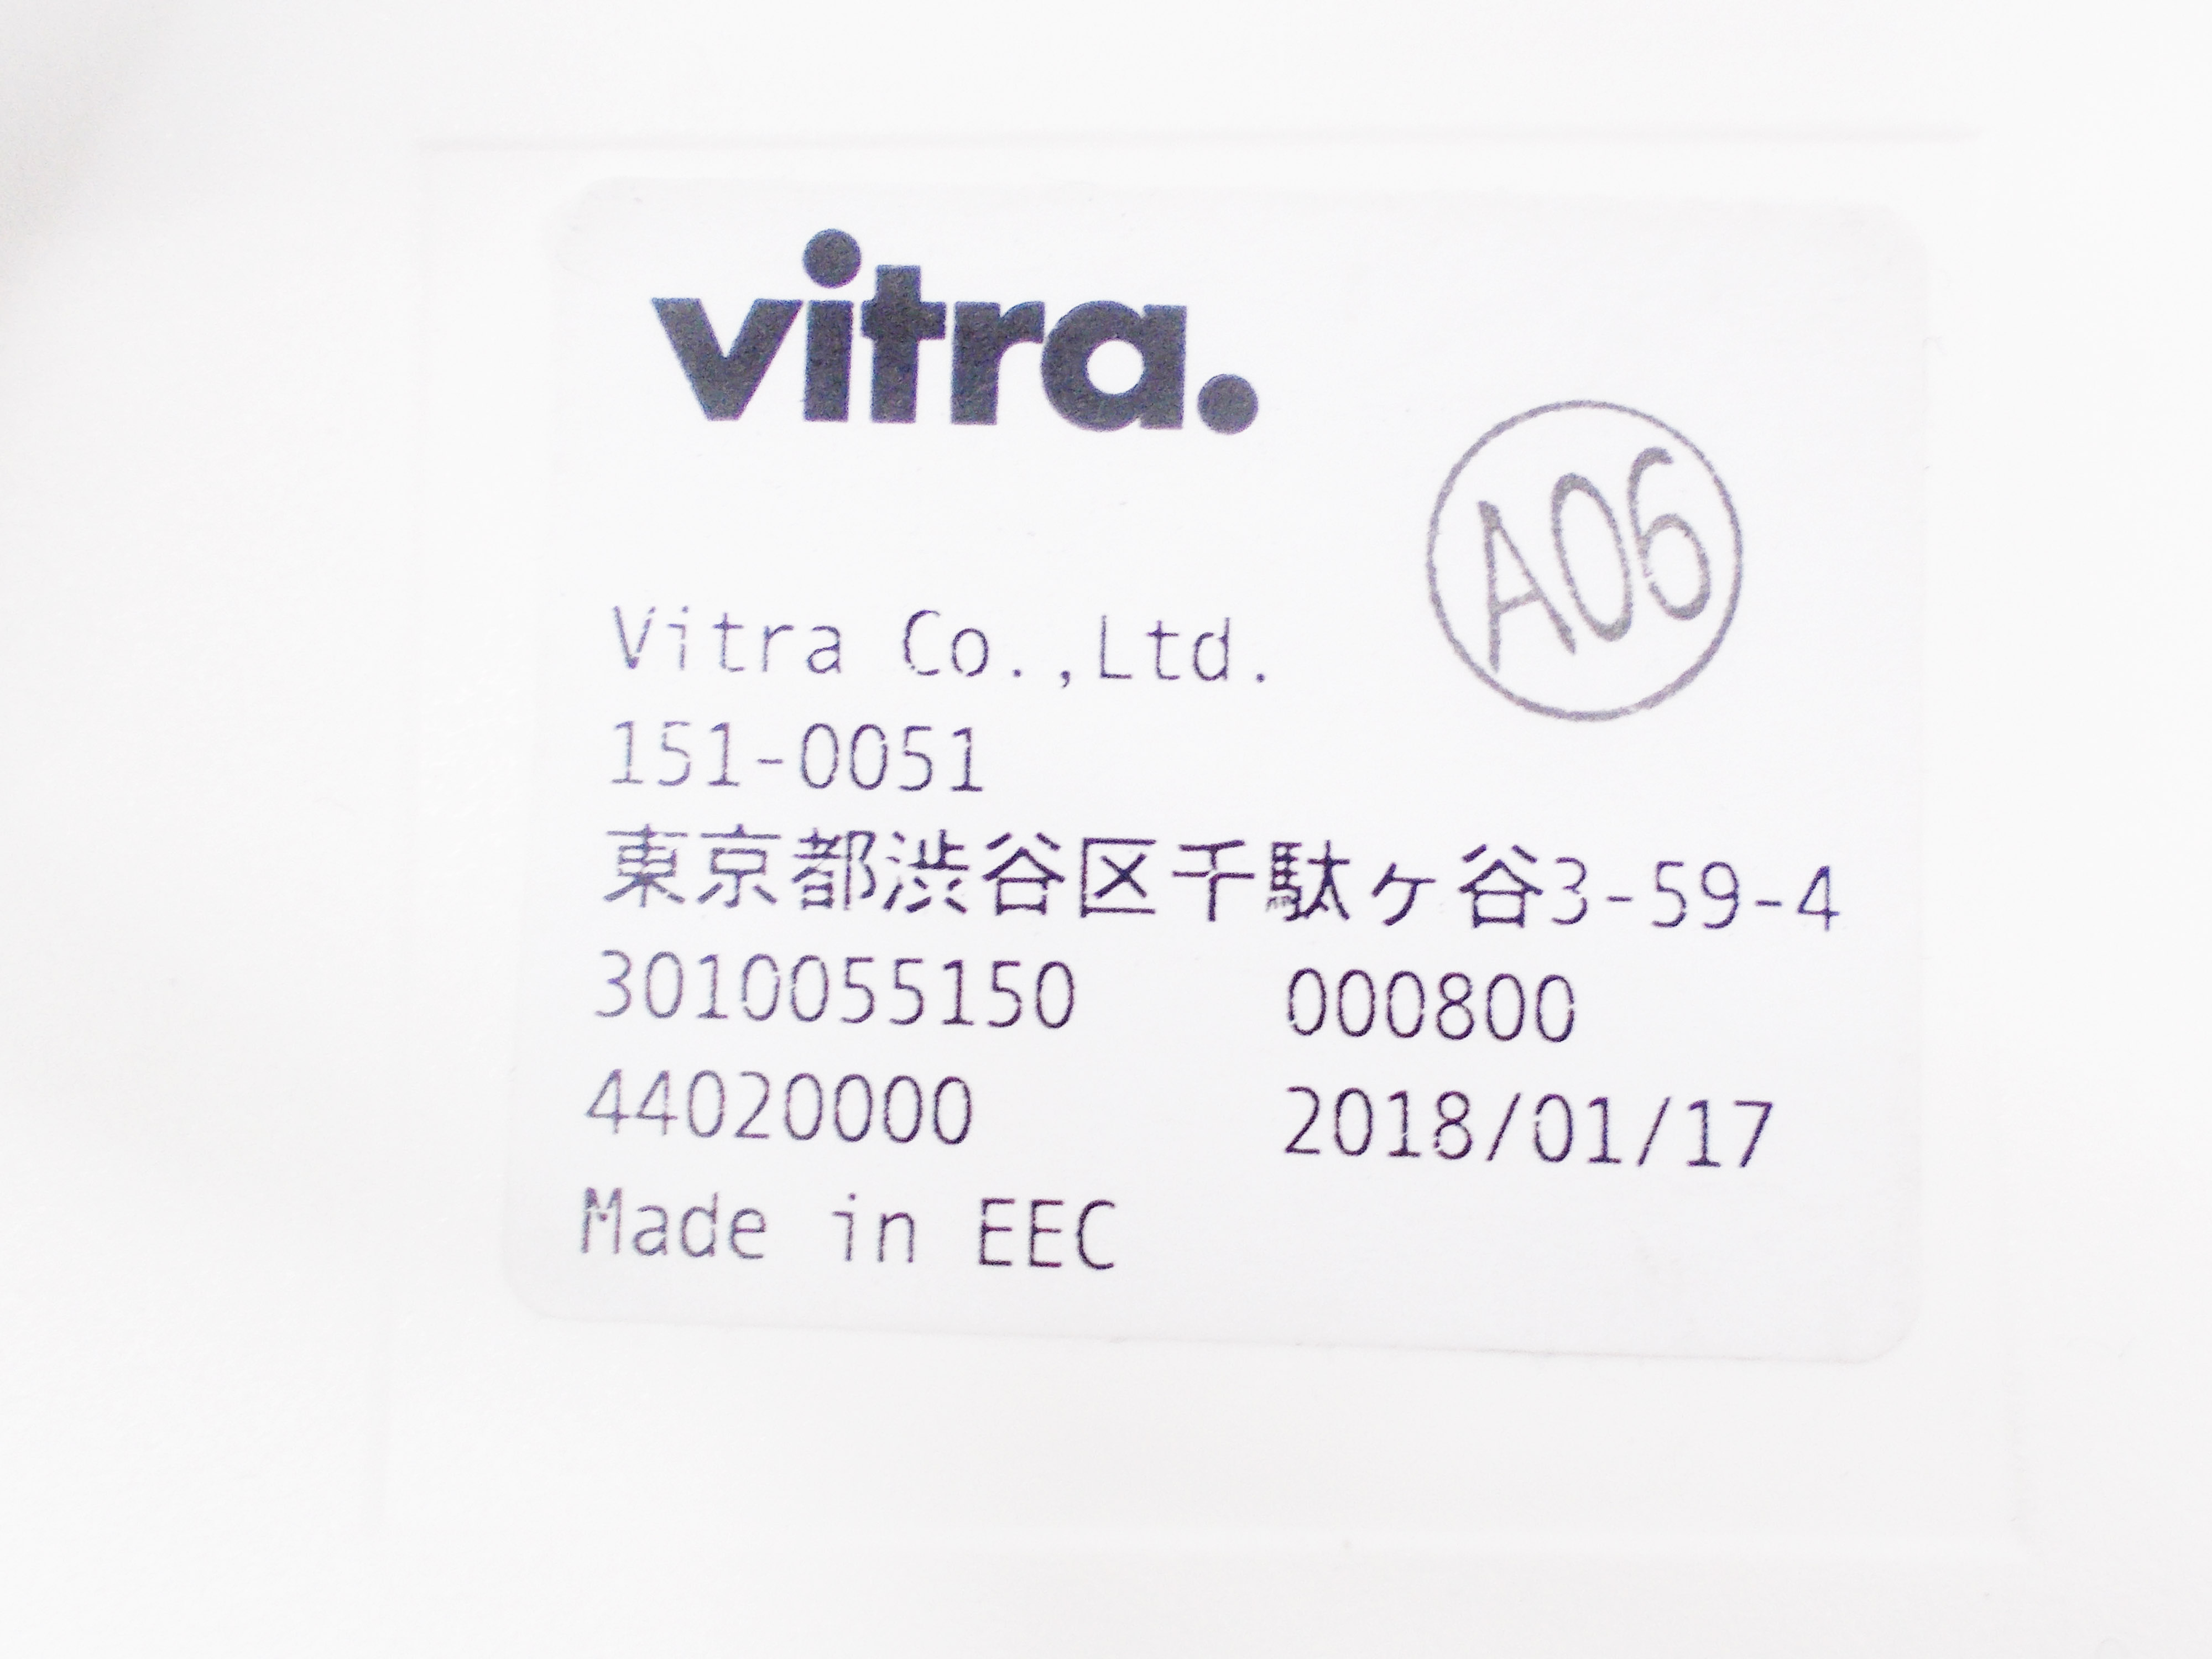 vitra.
A06
Vitra Co.,Ltd.
151-0051
東京都渋谷区千駄ヶ谷3-59-4
3010055150 000800
44020000 2018/01/17
Made in EEC